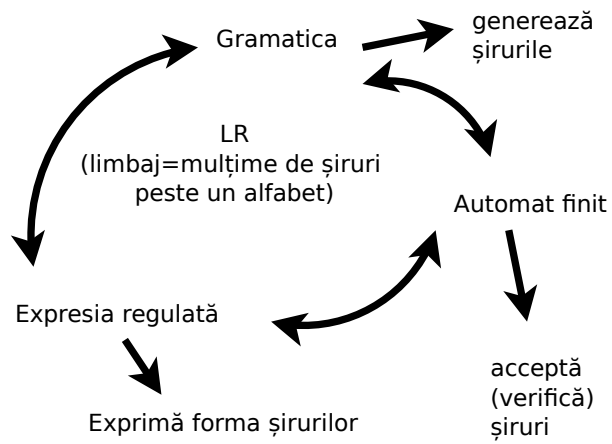 Gramatica
generează
șirurile
LR
(limbaj=mulțime de șiruri
peste un alfabet)
Automat finit
Expresia regulată
acceptă
(verifică)
șiruri
Exprimă forma șirurilor